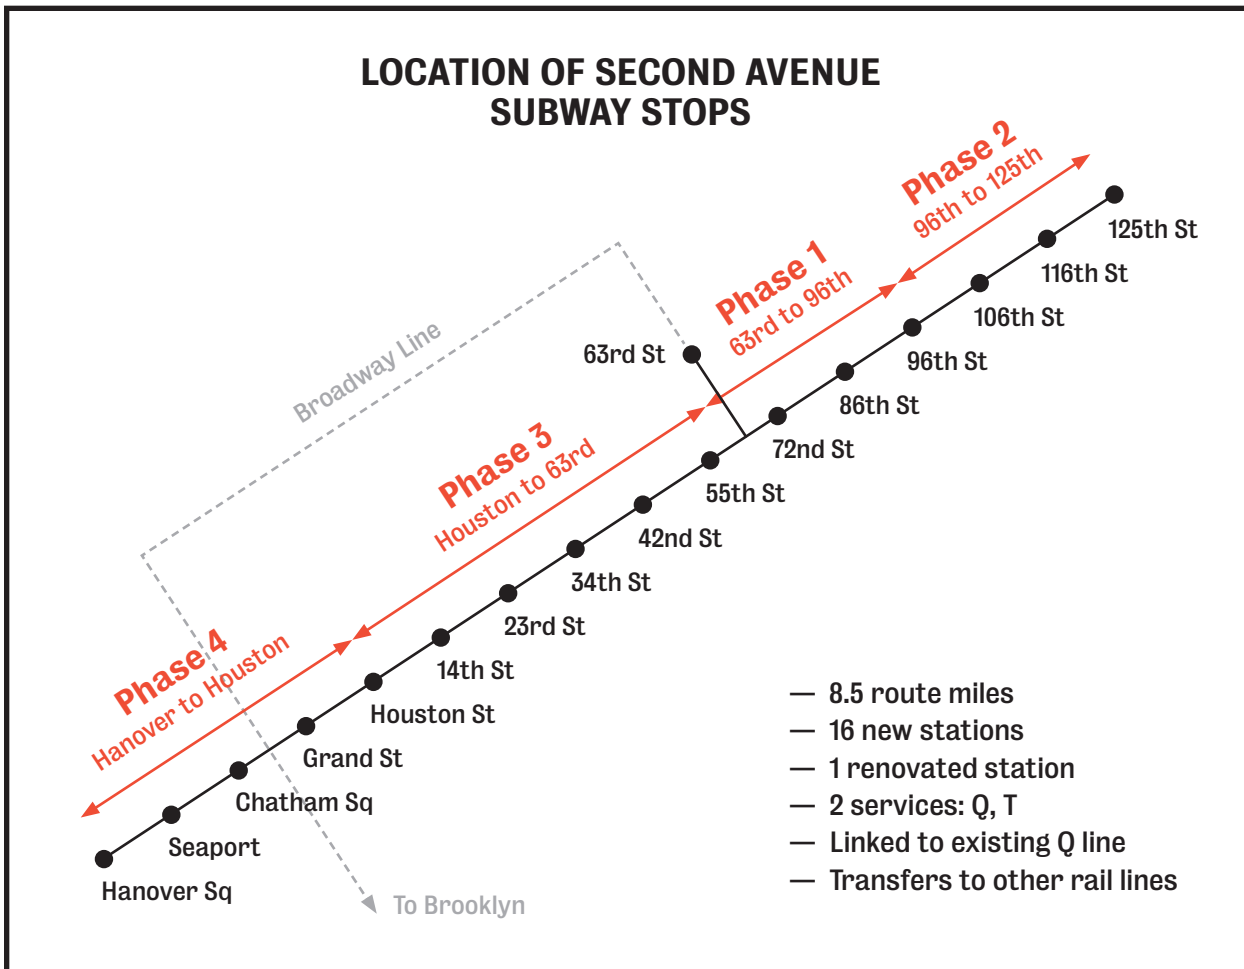 LOCATION OF SECOND AVENUE
SUBWAY STOPS
Phase 2
96th to 125th
Phase 1
63rd to 96th
Phase 3
Houston to 63rd
Phase 4
Hanover to Houston
Broadway Line
To Brooklyn
63rd St
125th St
116th St
106th St
96th St
86th St
72nd St
55th St
42nd St
34th St
23rd St
14th St
Houston St
Grand St
Chatham Sq
Seaport
Hanover Sq
— 8.5 route miles
— 16 new stations
— 1 renovated station
— 2 services: Q, T
— Linked to existing Q line
— Transfers to other rail lines